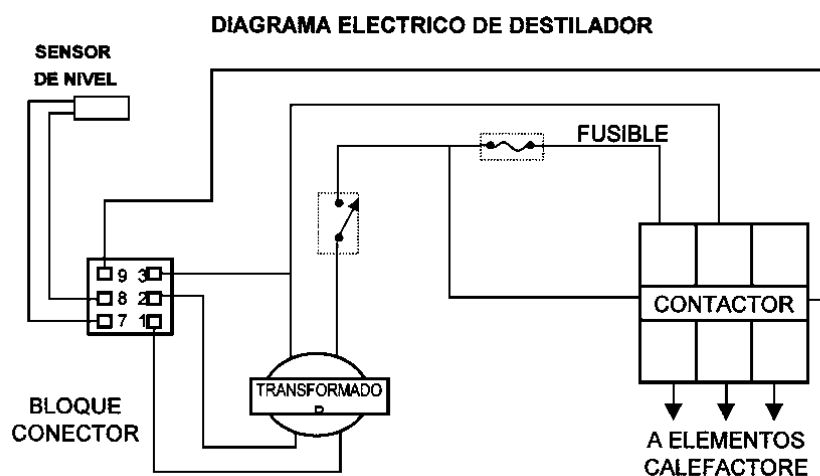 DIAGRAMA ELECTRICO DE DESTILADOR
SENSOR
DE NIVEL
FUSIBLE
9 3
8 2
7 1
CONTACTOR
TRANSFORMADO
BLOQUE
CONECTOR
A ELEMENTOS
CALEFACTORE